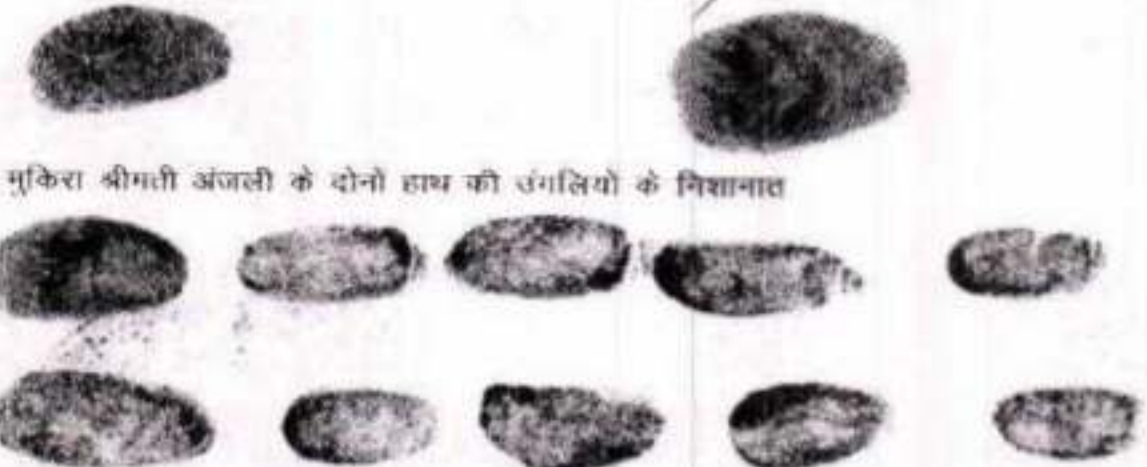 मुकिरा श्रीमती अंजली के दोनो हाथ की उंगलियों के निशानात